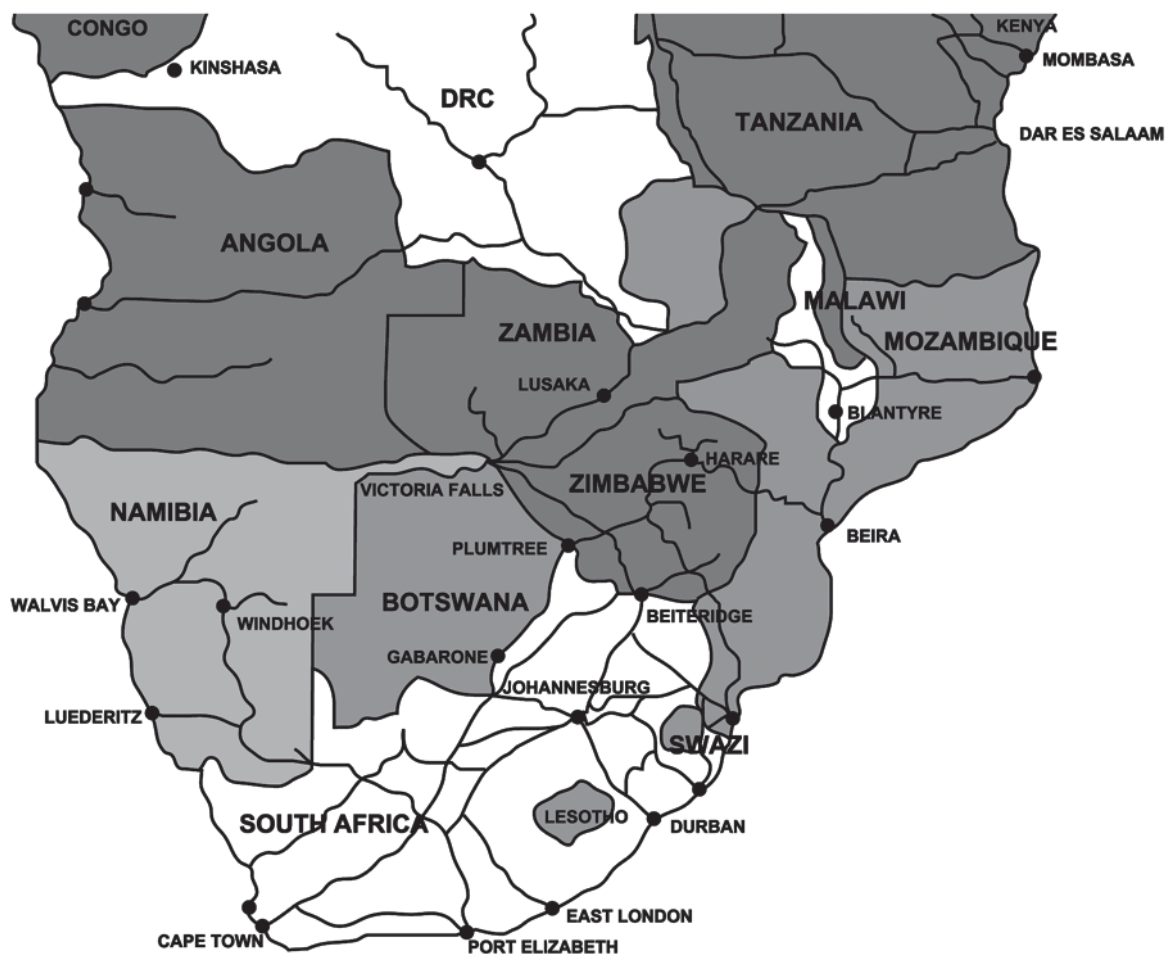 CONGO
KENYA
KINSHASA
MOMBASA
DRC
TANZANIA
DAR ES SALAAM
ANGOLA
MALAWI
ZAMBIA
MOZAMBIQUE
LUSAKA
BLANTYRE
HARARE
ZIMBABWE
VICTORIA FALLS
NAMIBIA
BEIRA
PLUMTREE
BOTSWANA
WALVIS BAY
BEITERIDGE
WINDHOEK
GABARONE
JOHANNESBURG
LUEDERITZ
SWAZI
LESOTHO
SOUTH AFRICA
DURBAN
EAST LONDON
CAPE TOWN
PORT ELIZABETH